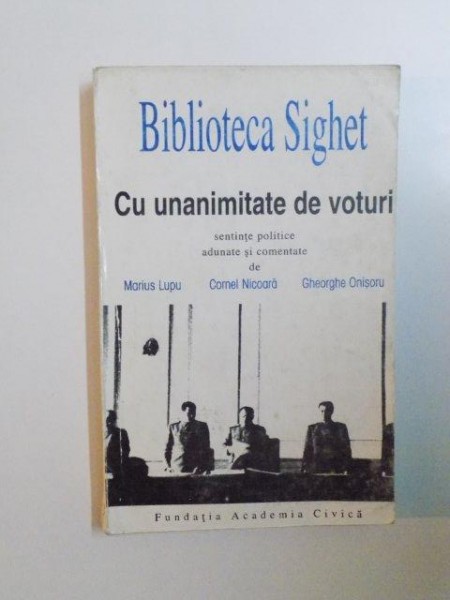 Biblioteca Sighet
Cu unanimitate de voturi
sentințe politice
adunate și comentate
de
Marius Lupu Cornel Nicoară Gheorghe Onișoru
Fundația Academia Civică